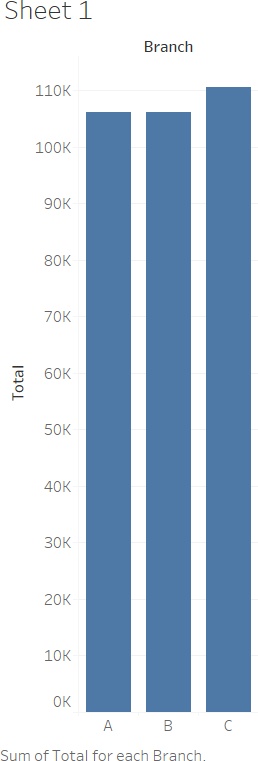 Sheet 1
Branch
110K
100K
90K
80K
70K
60K
50K
40K
30K
20K
10K
0K
Total
A B C
Sum of Total for each Branch.